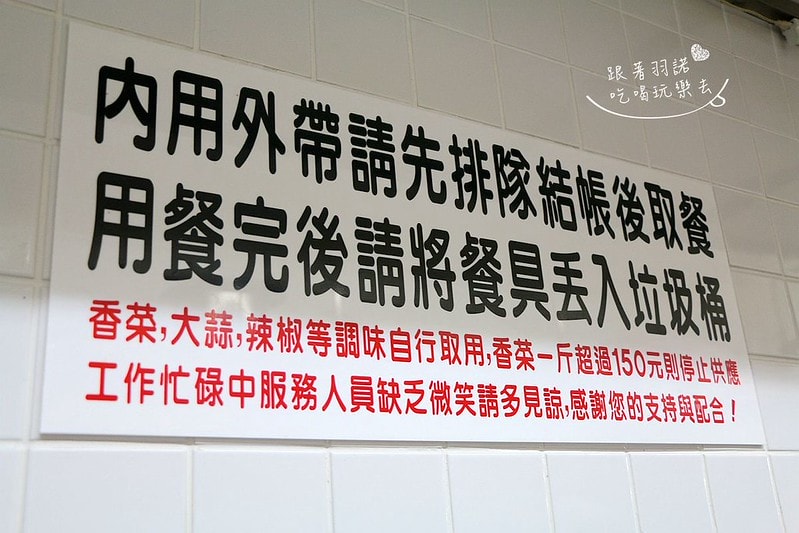 跟著羽諾
吃喝玩樂去
內用外帶請先排隊結帳後取餐
用餐完後請將餐具丟入垃圾桶
香菜,大蒜,辣椒等調味自行取用,香菜一斤超過150元則停止供應
工作忙碌中服務人員缺乏微笑請多見諒,感謝您的支持與配合!